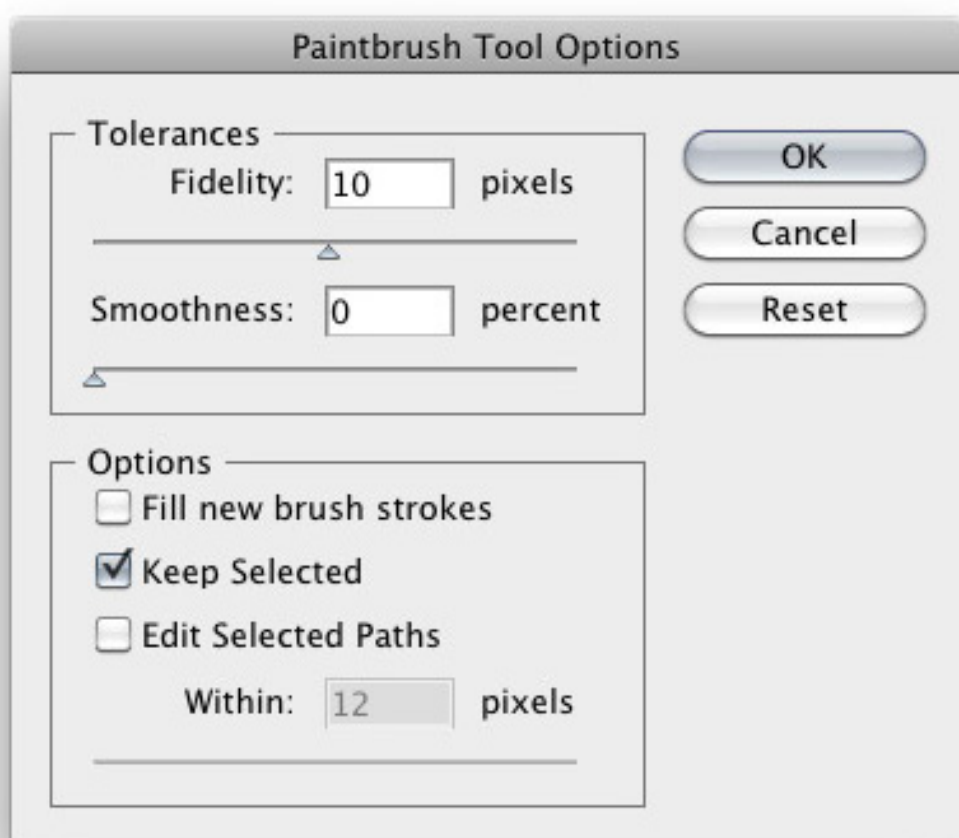 Paintbrush Tool Options
Tolerances
Fidelity: 10 pixels
Smoothness: 0 percent
OK
Cancel
Reset
Options
Fill new brush strokes
Keep Selected
Edit Selected Paths
Within: 12 pixels